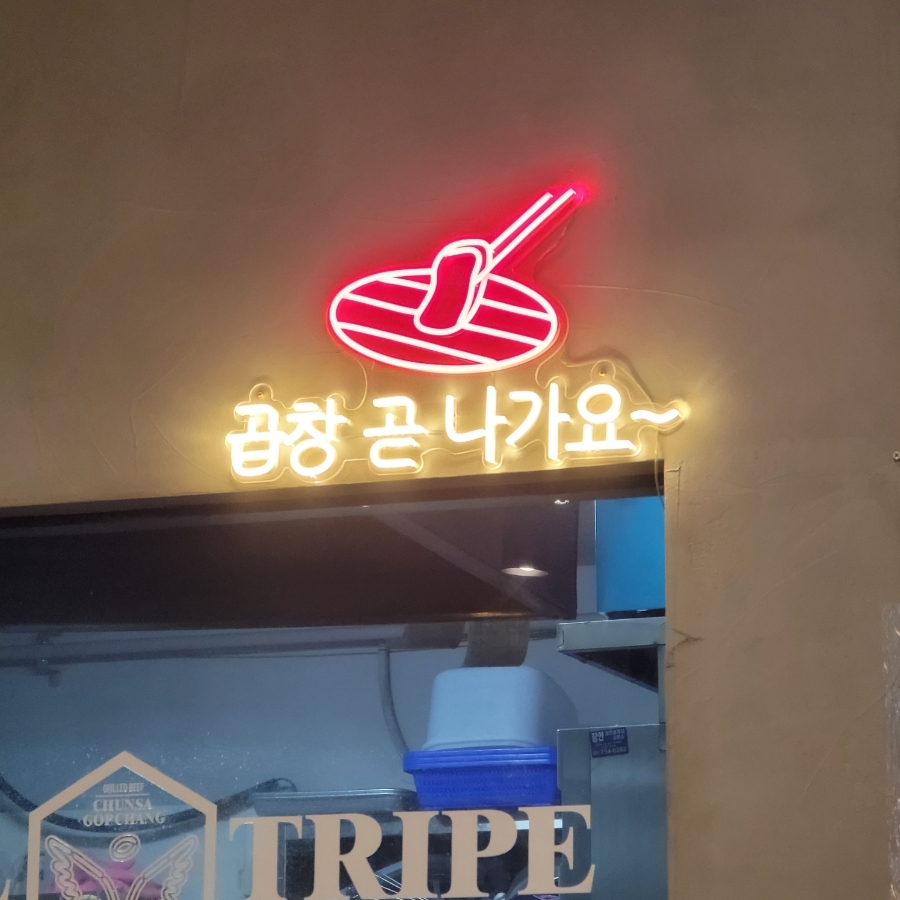 곱창 곧 나가요~
GRILLED BEEF
CHUNSA
GOPCHANG
TRIPE